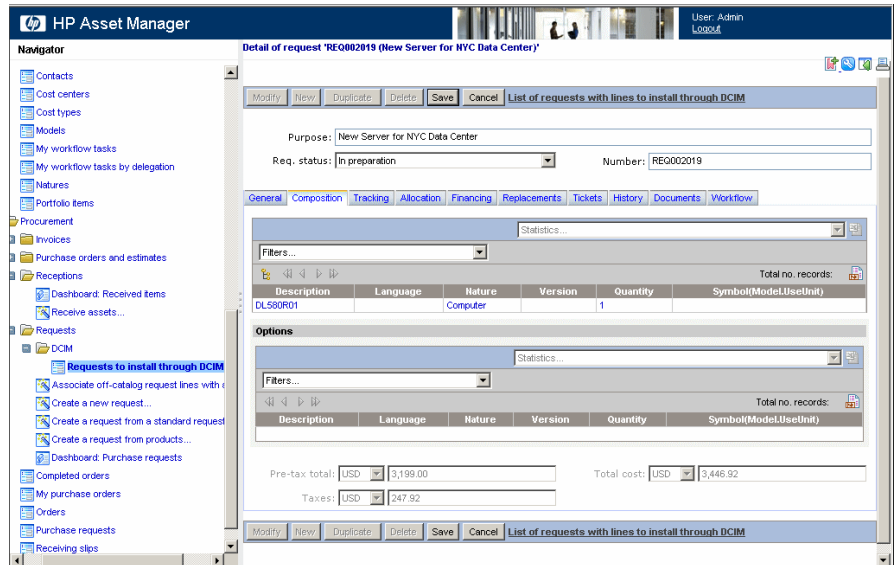 HP Asset Manager
User: Admin
Logout
Navigator
Contacts
Cost centers
Cost types
Models
My workflow tasks
My workflow tasks by delegation
Natures
Portfolio items
Procurement
Invoices
Purchase orders and estimates
Receptions
Dashboard: Received items
Receive assets...
Requests
DCIM
Requests to install through DCIM
Associate off-catalog request lines with
Create a new request...
Create a request from a standard request
Create a request from products...
Dashboard: Purchase requests
Completed orders
My purchase orders
Orders
Purchase requests
Receiving slips
Detail of request 'REQ002019 (New Server for NYC Data Center)'
Modify New Duplicate Delete Save Cancel List of requests with lines to install through DCIM
Purpose: New Server for NYC Data Center
Req. status: In preparation Number: REQ002019
General Composition Tracking Allocation Financing Replacements Tickets History Documents Workflow
Statistics...
Filters...
Total no. records:
Description Language Nature Version Quantity Symbol(Model.UseUnit)
DL580R01 Computer 1
Options
Statistics...
Filters...
Total no. records:
Description Language Nature Version Quantity Symbol(Model.UseUnit)
Pre-tax total: USD 3,199.00 Total cost: USD 3,446.92
Taxes: USD 247.92
Modify New Duplicate Delete Save Cancel List of requests with lines to install through DCIM